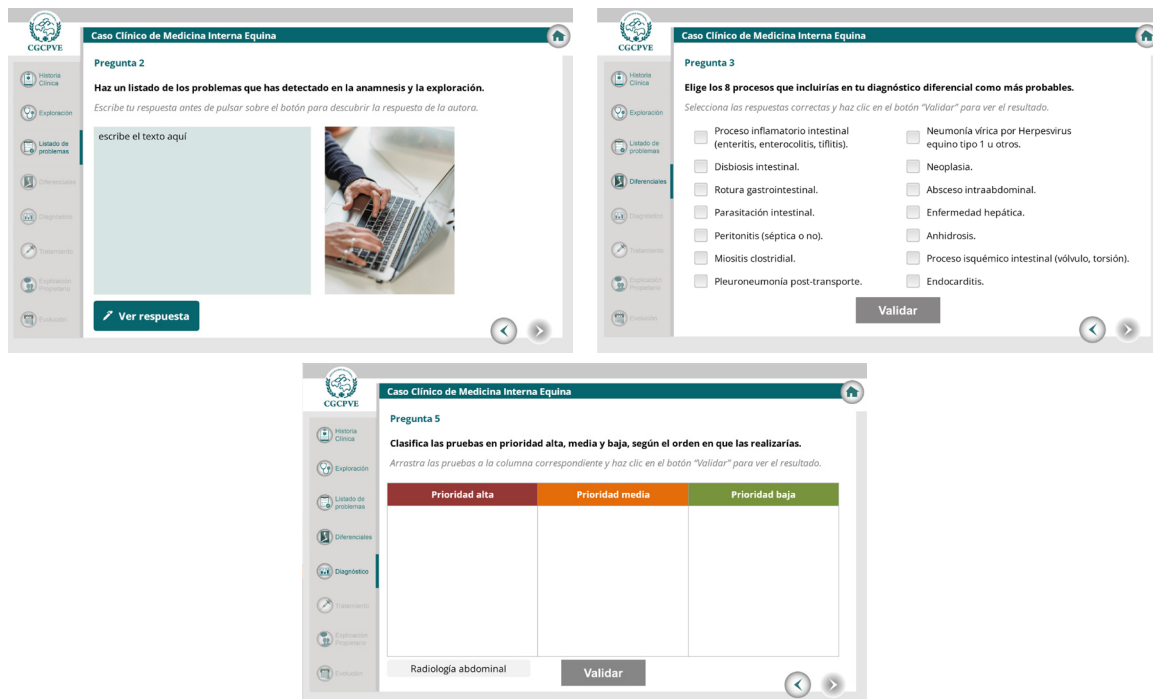 CGCPVE
Caso Clínico de Medicina Interna Equina
Historia
Clínica
Exploración
Listado de
problemas
Diferenciales
Diagnóstico
Tratamiento
Explicación
Propietario
Evolución
Pregunta 2
Haz un listado de los problemas que has detectado en la anamnesis y la exploración.
Escribe tu respuesta antes de pulsar sobre el botón para descubrir la respuesta de la autora.
escribe el texto aquí
Ver respuesta
CGCPVE
Caso Clínico de Medicina Interna Equina
Historia
Clínica
Exploración
Listado de
problemas
Diferenciales
Diagnóstico
Tratamiento
Explicación
Propietario
Evolución
Pregunta 3
Elige los 8 procesos que incluirías en tu diagnóstico diferencial como más probables.
Selecciona las respuestas correctas y haz clic en el botón “Validar” para ver el resultado.
Proceso inflamatorio intestinal
(enteritis, enterocolitis, tiflitis).
Disbiosis intestinal.
Rotura gastrointestinal.
Parasitación intestinal.
Peritonitis (séptica o no).
Miositis clostridial.
Pleuroneumonía post-transporte.
Neumonía vírica por Herpesvirus
equino tipo 1 u otros.
Neoplasia.
Absceso intraabdominal.
Enfermedad hepática.
Anhidrosis.
Proceso isquémico intestinal (vólvulo, torsión).
Endocarditis.
Validar
CGCPVE
Caso Clínico de Medicina Interna Equina
Historia
Clínica
Exploración
Listado de
problemas
Diferenciales
Diagnóstico
Tratamiento
Explicación
Propietario
Evolución
Pregunta 5
Clasifica las pruebas en prioridad alta, media y baja, según el orden en que las realizarías.
Arrastra las pruebas a la columna correspondiente y haz clic en el botón “Validar” para ver el resultado.
Prioridad alta Prioridad media Prioridad baja
Radiología abdominal
Validar